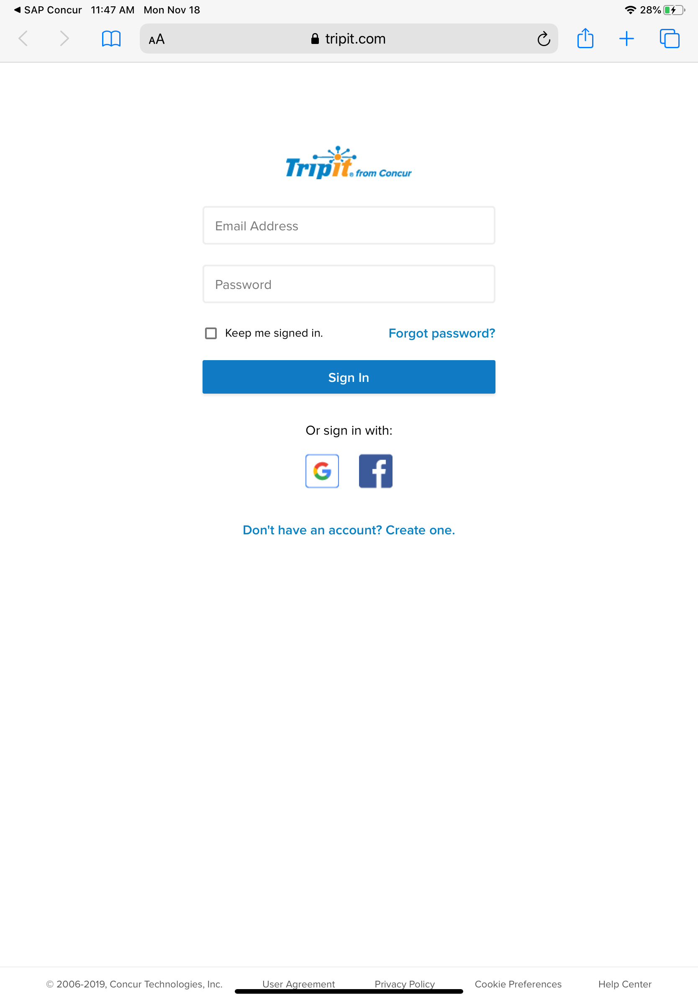 ◀ SAP Concur 11:47 AM Mon Nov 18 28%
AA tripit.com
Tripit® from Concur
Email Address
Password
Keep me signed in. Forgot password?
Sign In
Or sign in with:
G f
Don't have an account? Create one.
© 2006-2019, Concur Technologies, Inc. User Agreement Privacy Policy Cookie Preferences Help Center